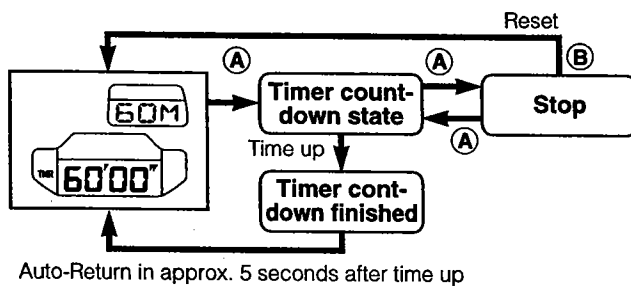 Reset
A
A
B
60M
Timer count-
down state
Stop
A
TMR
60'00"
Time up
Timer cont-
down finished
Auto-Return in approx. 5 seconds after time up